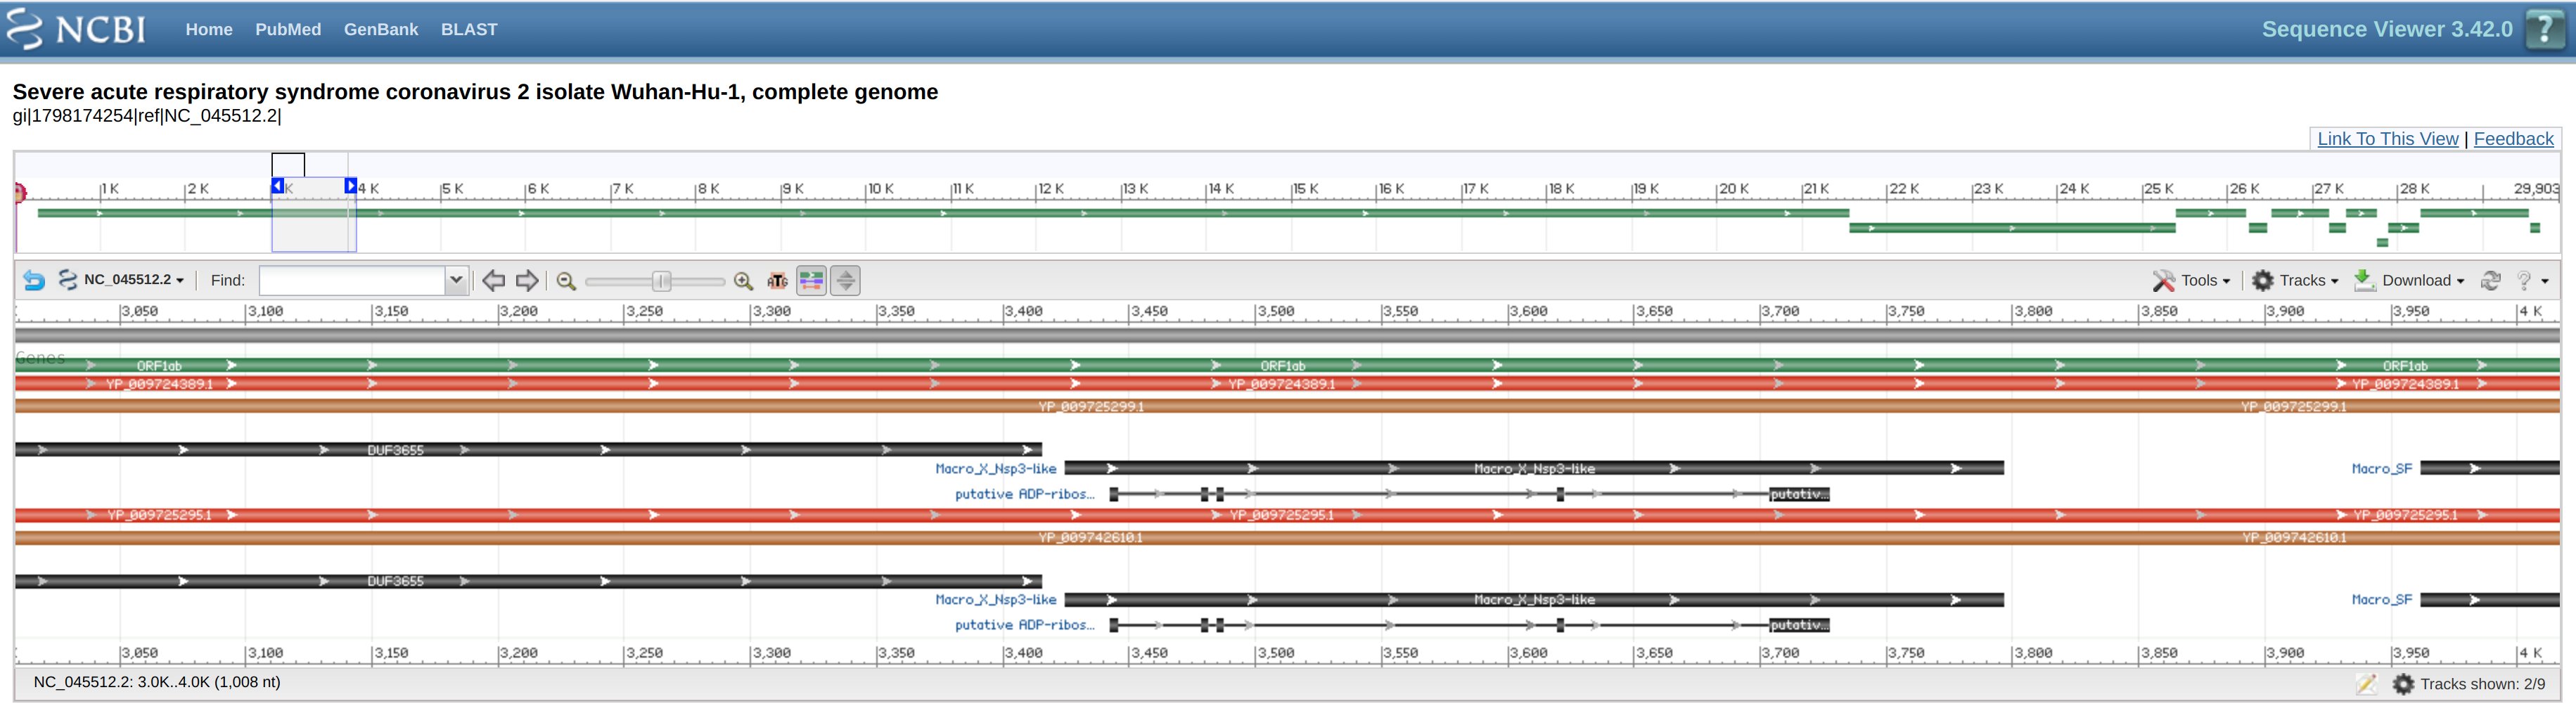 NCBI Home PubMed GenBank BLAST Sequence Viewer 3.42.0 ?
Severe acute respiratory syndrome coronavirus 2 isolate Wuhan-Hu-1, complete genome
gi|1798174254|ref|NC_045512.2|
Link To This View | Feedback
1 K 2 K K 4 K 5 K 6 K 7 K 8 K 9 K 10 K 11 K 12 K 13 K 14 K 15 K 16 K 17 K 18 K 19 K 20 K 21 K 22 K 23 K 24 K 25 K 26 K 27 K 28 K 29,903
NC_045512.2 Find: ATG Tools Tracks Download ?
3,050 3,100 3,150 3,200 3,250 3,300 3,350 3,400 3,450 3,500 3,550 3,600 3,650 3,700 3,750 3,800 3,850 3,900 3,950 4 K
Genes
ORF1ab ORF1ab ORF1ab
YP_009724389.1 YP_009724389.1 YP_009724389.1
YP_009725299.1 YP_009725299.1
DUF3655
Macro_X_Nsp3-like Macro_X_Nsp3-like Macro_SF
putative ADP-ribos... putativ...
YP_009725295.1 YP_009725295.1 YP_009725295.1
YP_009742610.1 YP_009742610.1
DUF3655
Macro_X_Nsp3-like Macro_X_Nsp3-like Macro_SF
putative ADP-ribos... putativ...
3,050 3,100 3,150 3,200 3,250 3,300 3,350 3,400 3,450 3,500 3,550 3,600 3,650 3,700 3,750 3,800 3,850 3,900 3,950 4 K
NC_045512.2: 3.0K..4.0K (1,008 nt) Tracks shown: 2/9